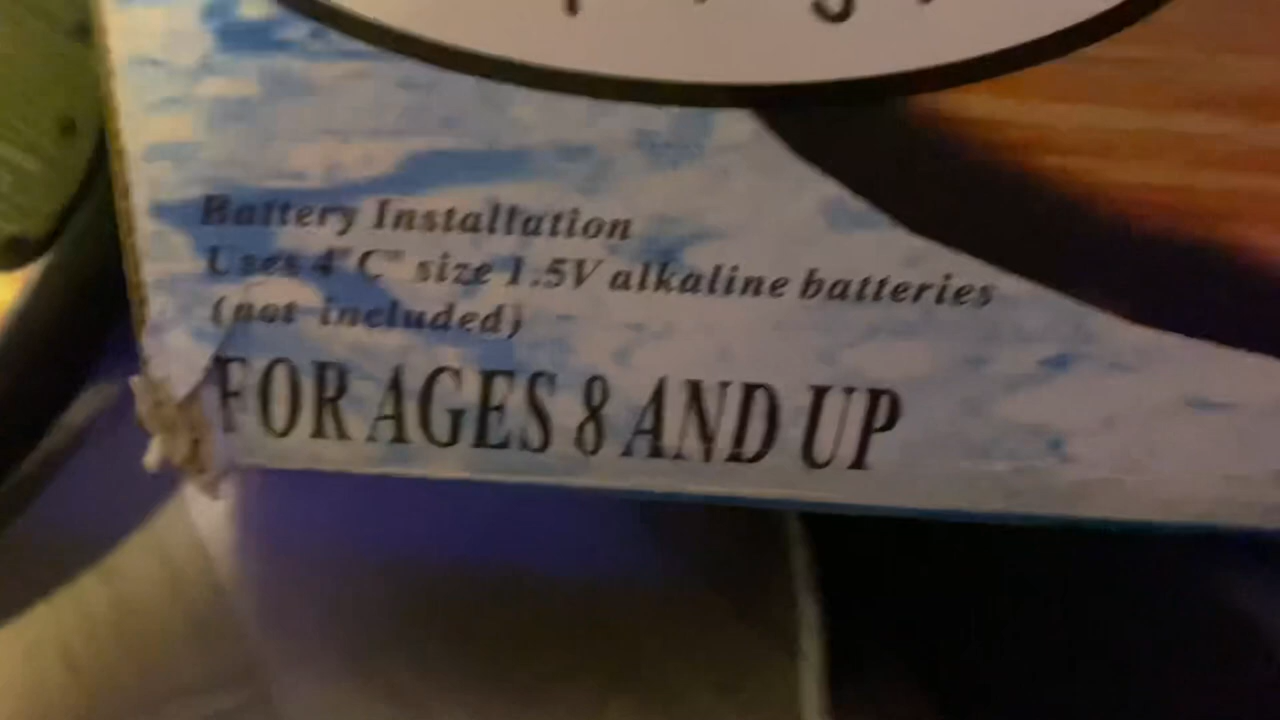 Battery Installation
Uses 4"C" size 1.5V alkaline batteries
(not included)
FOR AGES 8 AND UP